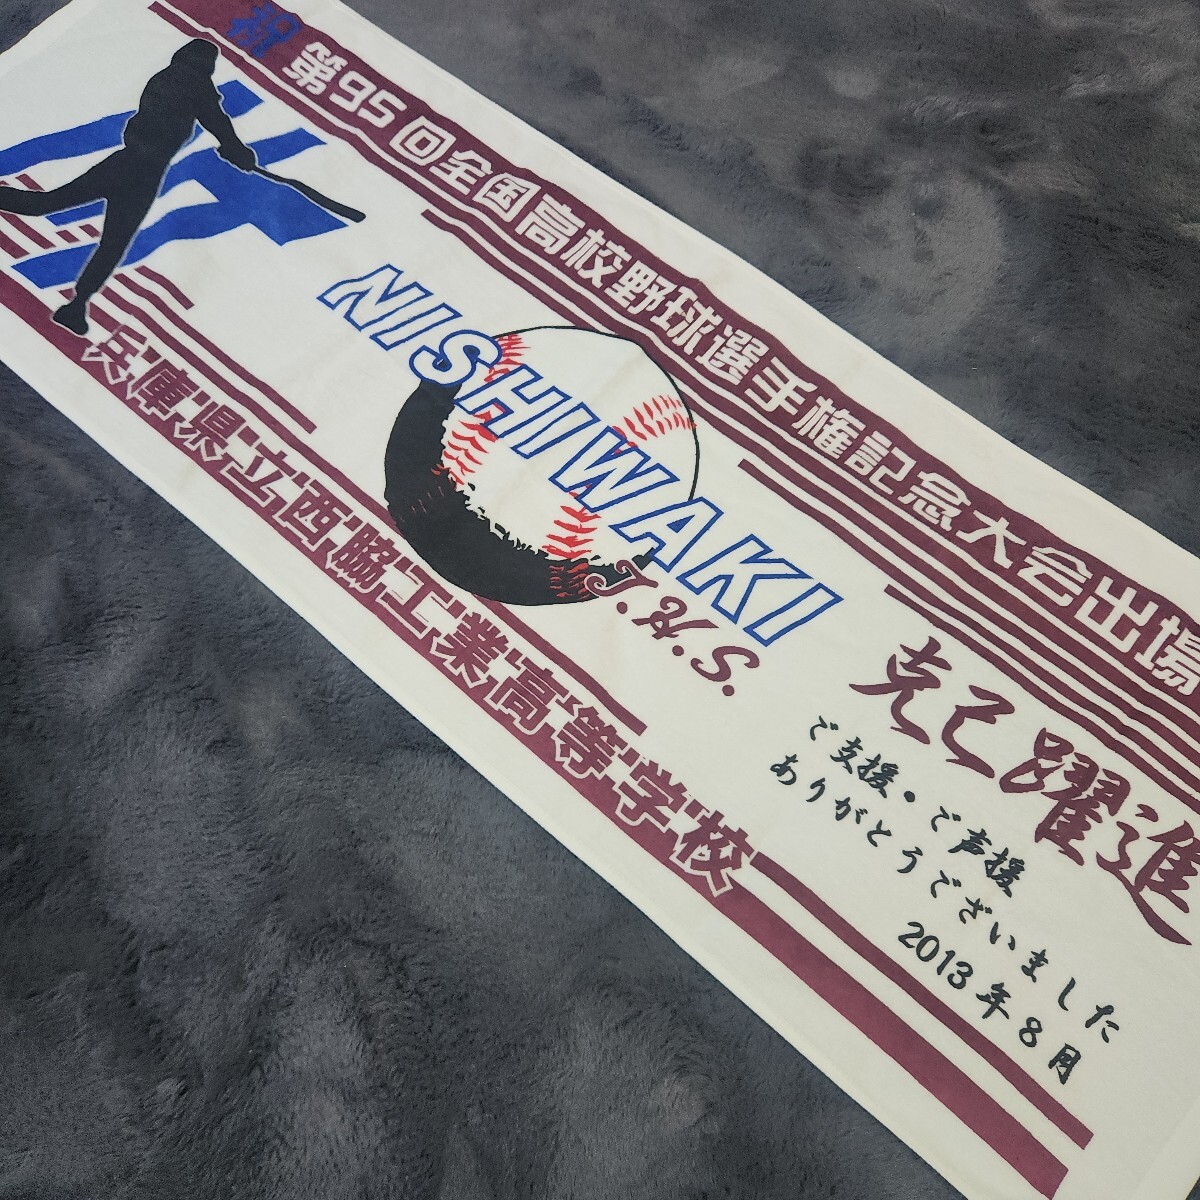 祝 第95回全国高校野球選手権記念大会出場
NISHIWAKI
S.N.T
兵庫県立西脇工業高等学校
克己躍進
ご支援・ご声援
ありがとうございました
2013年8月